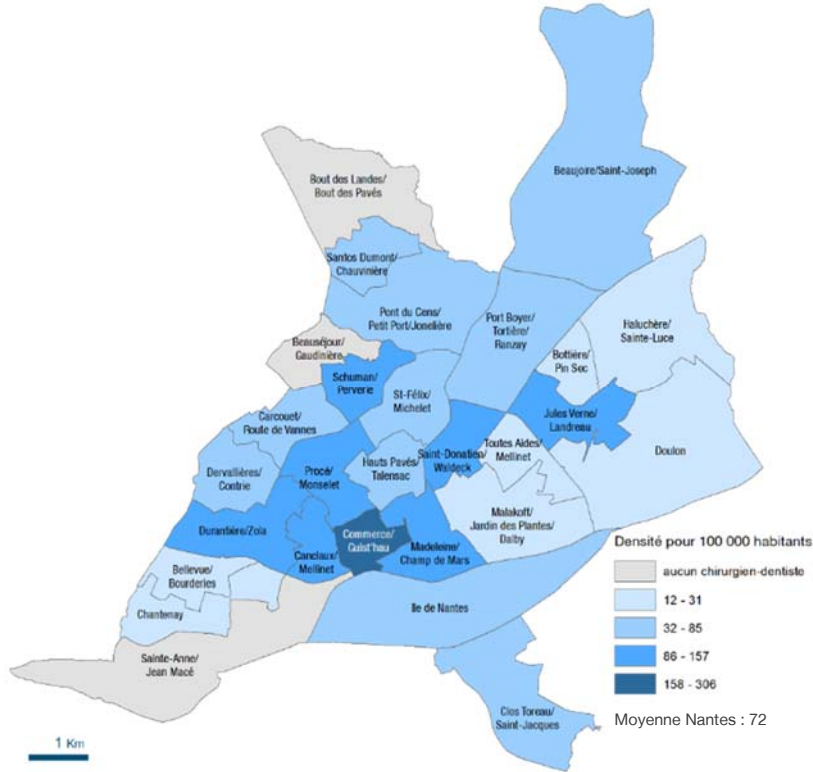 Bout des Landes/
Bout des Pavés
Beaujoire/Saint-Joseph
Santos Dumont/
Chauvinière
Pont du Cens/
Petit Port/Jonelière
Port Boyer/
Tortière/
Ranzay
Haluchère/
Sainte-Luce
Beauséjour/
Gaudinière
Bottière/
Pin Sec
Schuman/
Perverie
St-Félix/
Michelet
Carcouet/
Route de Vannes
Jules Verne/
Landreau
Toutes Aides/
Mellinet
Doulon
Saint-Donatien/
Waldeck
Hauts Pavés/
Talensac
Dervallières/
Contrie
Procé/
Monselet
Malakoff/
Jardin des Plantes/
Dalby
Durantière/Zola
Commerce/
Guist'hau
Madeleine/
Champ de Mars
Canclaux/
Mellinet
Bellevue/
Bourderies
Chantenay
Ile de Nantes
Sainte-Anne/
Jean Macé
Clos Toreau/
Saint-Jacques
Densité pour 100 000 habitants
aucun chirurgien-dentiste
12 - 31
32 - 85
86 - 157
158 - 306
Moyenne Nantes : 72
1 Km